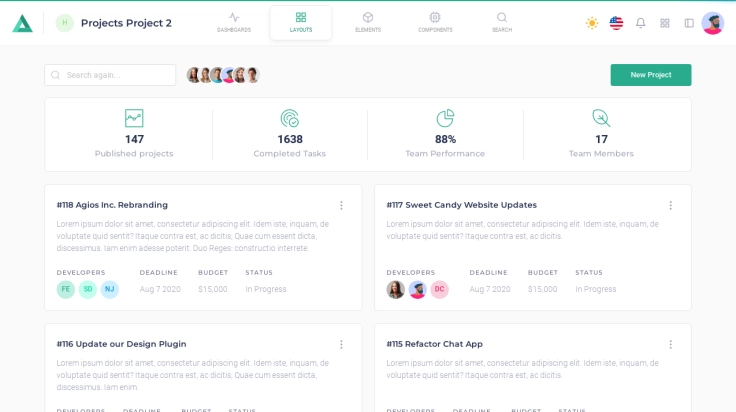 H
Projects Project 2
DASHBOARDS
LAYOUTS
ELEMENTS
COMPONENTS
SEARCH
Search again...
New Project
147
Published projects
1638
Completed Tasks
88%
Team Performance
17
Team Members
#118 Agios Inc. Rebranding
Lorem ipsum dolor sit amet, consectetur adipiscing elit. Idem iste, inquam, de
voluptate quid sentit? Itaque contra est, ac dicitis; Quae cum essent dicta,
discessimus. Iam enim adesse poterit. Duo Reges: constructio interrete.
DEVELOPERS
DEADLINE
BUDGET
STATUS
FE
SD
NJ
Aug 7 2020
$15,000
In Progress
#117 Sweet Candy Website Updates
Lorem ipsum dolor sit amet, consectetur adipiscing elit. Idem iste, inquam, de
voluptate quid sentit? Itaque contra est, ac dicitis.
DEVELOPERS
DEADLINE
BUDGET
STATUS
DC
Aug 7 2020
$15,000
In Progress
#116 Update our Design Plugin
Lorem ipsum dolor sit amet, consectetur adipiscing elit. Idem iste, inquam, de
voluptate quid sentit? Itaque contra est, ac dicitis; Quae cum essent dicta,
discessimus. Iam enim.
DEVELOPERS
DEADLINE
BUDGET
STATUS
#115 Refactor Chat App
Lorem ipsum dolor sit amet, consectetur adipiscing elit. Idem iste, inquam, de
voluptate quid sentit? Itaque contra est, ac dicitis.
DEVELOPERS
DEADLINE
BUDGET
STATUS